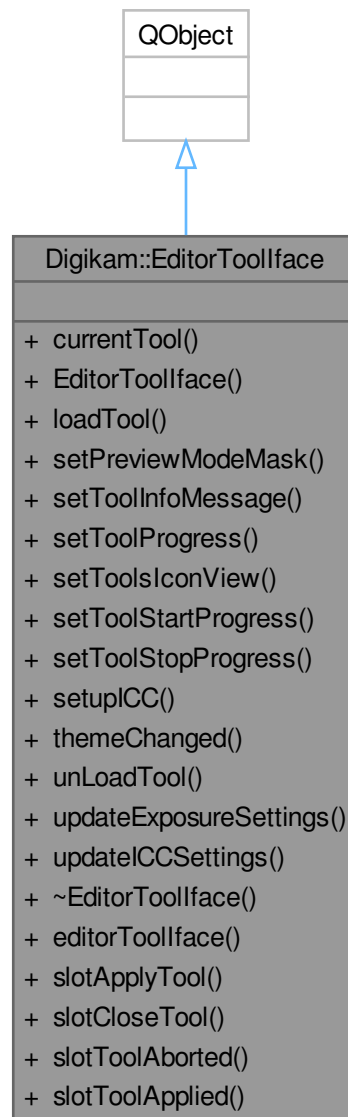 QObject
Digikam::EditorToolIface
+ currentTool()
+ EditorToolIface()
+ loadTool()
+ setPreviewModeMask()
+ setToolInfoMessage()
+ setToolProgress()
+ setToolsIconView()
+ setToolStartProgress()
+ setToolStopProgress()
+ setupICC()
+ themeChanged()
+ unLoadTool()
+ updateExposureSettings()
+ updateICCSettings()
+ ~EditorToolIface()
+ editorToolIface()
+ slotApplyTool()
+ slotCloseTool()
+ slotToolAborted()
+ slotToolApplied()